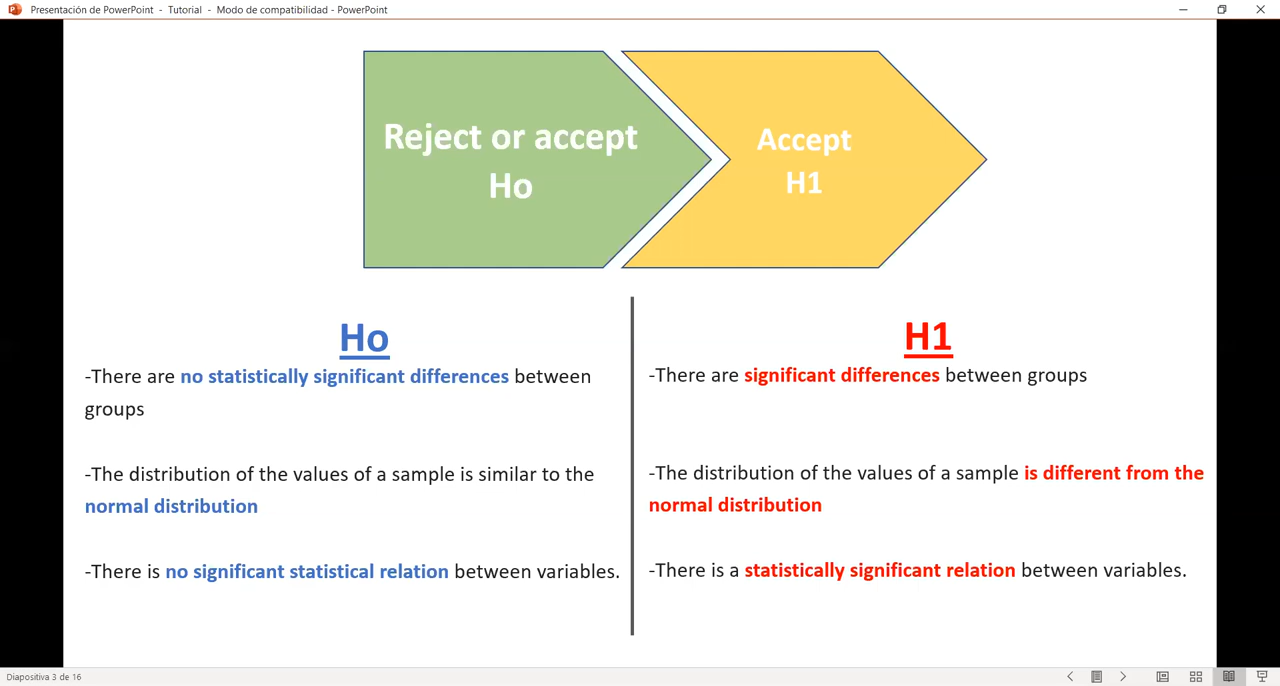 Presentación de PowerPoint - Tutorial - Modo de compatibilidad - PowerPoint
Reject or accept
Ho
Accept
H1
Ho
-There are no statistically significant differences between
groups
-The distribution of the values of a sample is similar to the
normal distribution
-There is no significant statistical relation between variables.
H1
-There are significant differences between groups
-The distribution of the values of a sample is different from the
normal distribution
-There is a statistically significant relation between variables.
Diapositiva 3 de 16